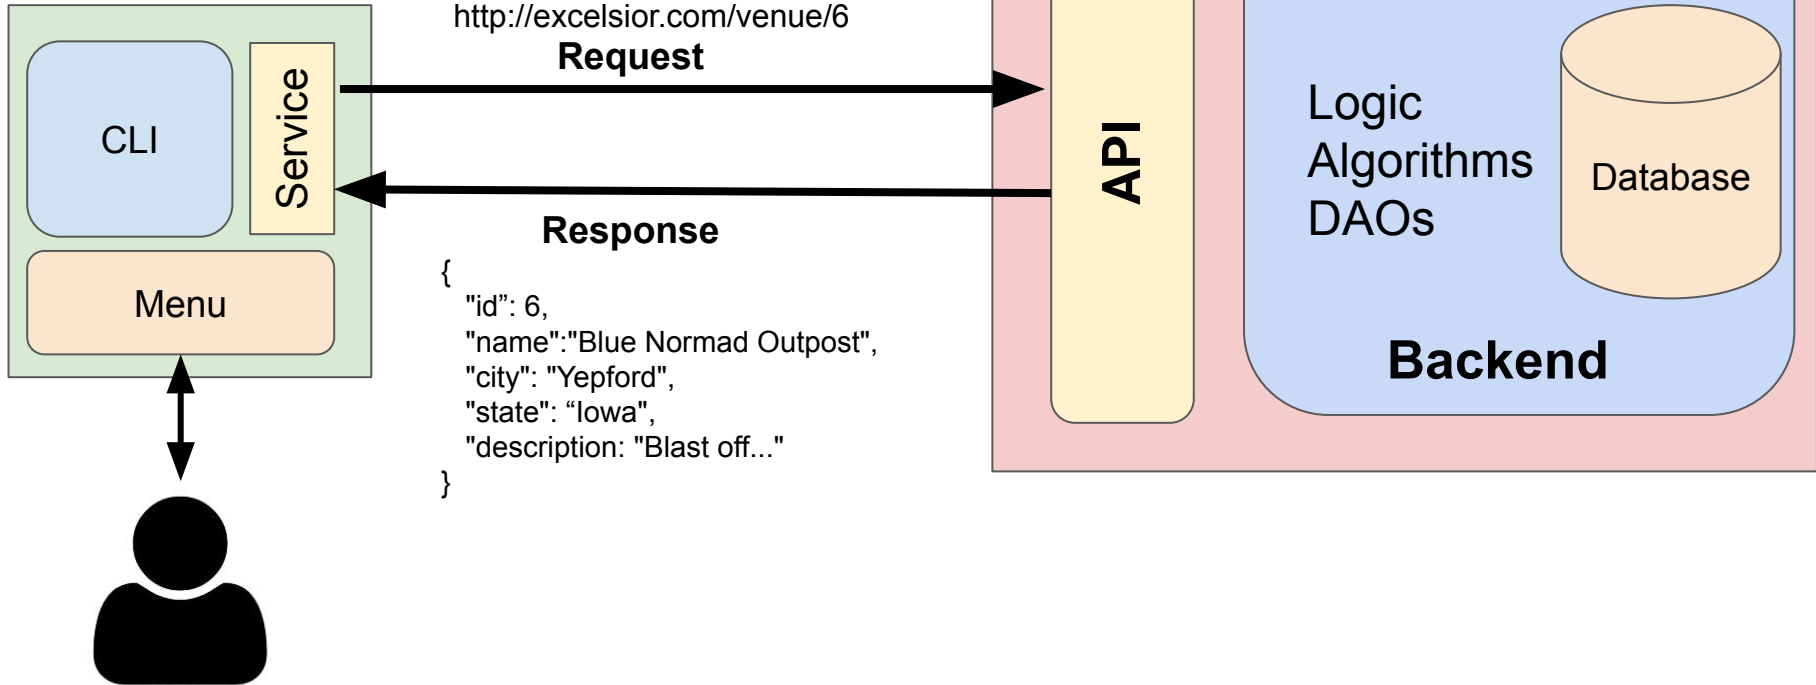 http://excelsior.com/venue/6
Request
CLI
Service
Menu
Response
{
"id”: 6,
"name":"Blue Normad Outpost",
"city": "Yepford",
"state": “Iowa",
"description: "Blast off..."
}
API
Logic
Algorithms
DAOs
Database
Backend